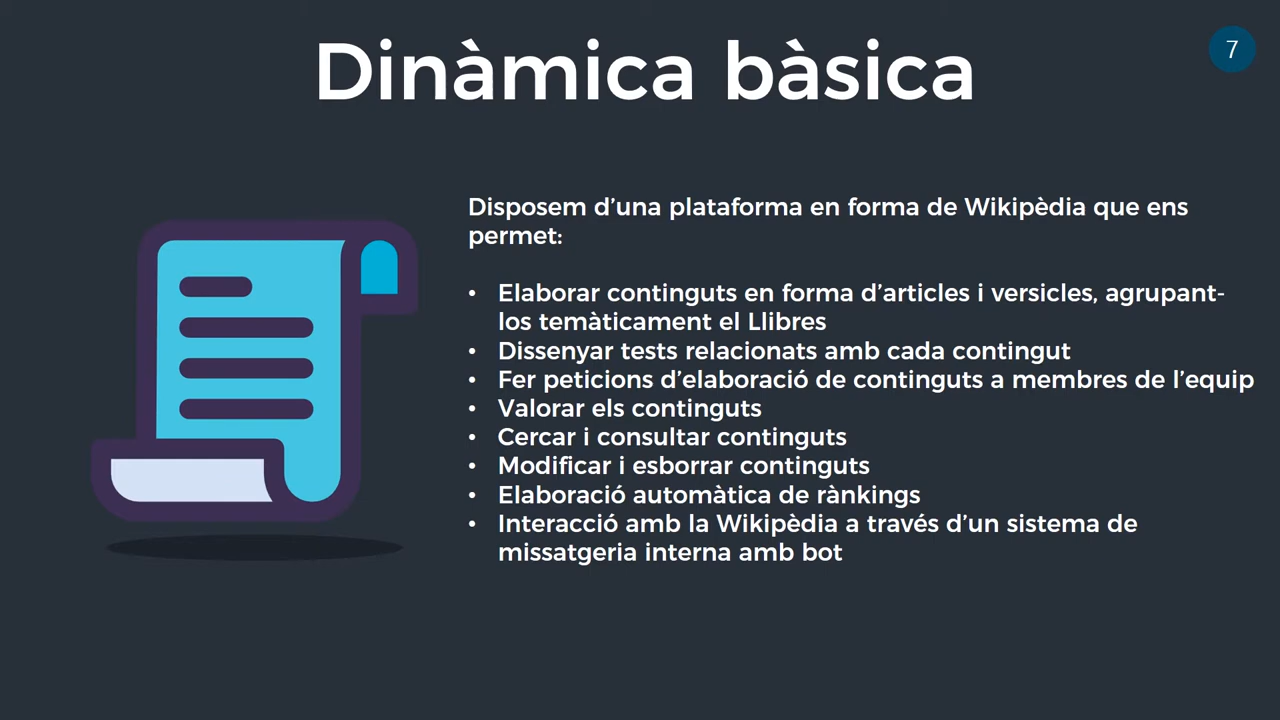 Dinàmica bàsica
7
Disposem d’una plataforma en forma de Wikipèdia que ens
permet:
• Elaborar continguts en forma d’articles i versicles, agrupant-
los temàticament el Llibres
• Dissenyar tests relacionats amb cada contingut
• Fer peticions d’elaboració de continguts a membres de l’equip
• Valorar els continguts
• Cercar i consultar continguts
• Modificar i esborrar continguts
• Elaboració automàtica de rànkings
• Interacció amb la Wikipèdia a través d’un sistema de
missatgeria interna amb bot